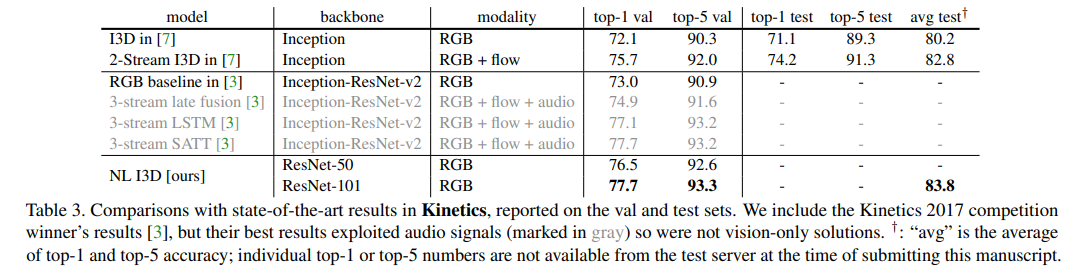 model backbone modality top-1 val top-5 val top-1 test top-5 test avg test†
I3D in [7] Inception RGB 72.1 90.3 71.1 89.3 80.2
2-Stream I3D in [7] Inception RGB + flow 75.7 92.0 74.2 91.3 82.8
RGB baseline in [3] Inception-ResNet-v2 RGB 73.0 90.9 - - -
3-stream late fusion [3] Inception-ResNet-v2 RGB + flow + audio 74.9 91.6 - - -
3-stream LSTM [3] Inception-ResNet-v2 RGB + flow + audio 77.1 93.2 - - -
3-stream SATT [3] Inception-ResNet-v2 RGB + flow + audio 77.7 93.2 - - -
NL I3D [ours] ResNet-50 RGB 76.5 92.6 - - -
ResNet-101 RGB 77.7 93.3 - - 83.8
Table 3. Comparisons with state-of-the-art results in Kinetics, reported on the val and test sets. We include the Kinetics 2017 competition
winner's results [3], but their best results exploited audio signals (marked in gray) so were not vision-only solutions. †: “avg” is the average
of top-1 and top-5 accuracy; individual top-1 or top-5 numbers are not available from the test server at the time of submitting this manuscript.